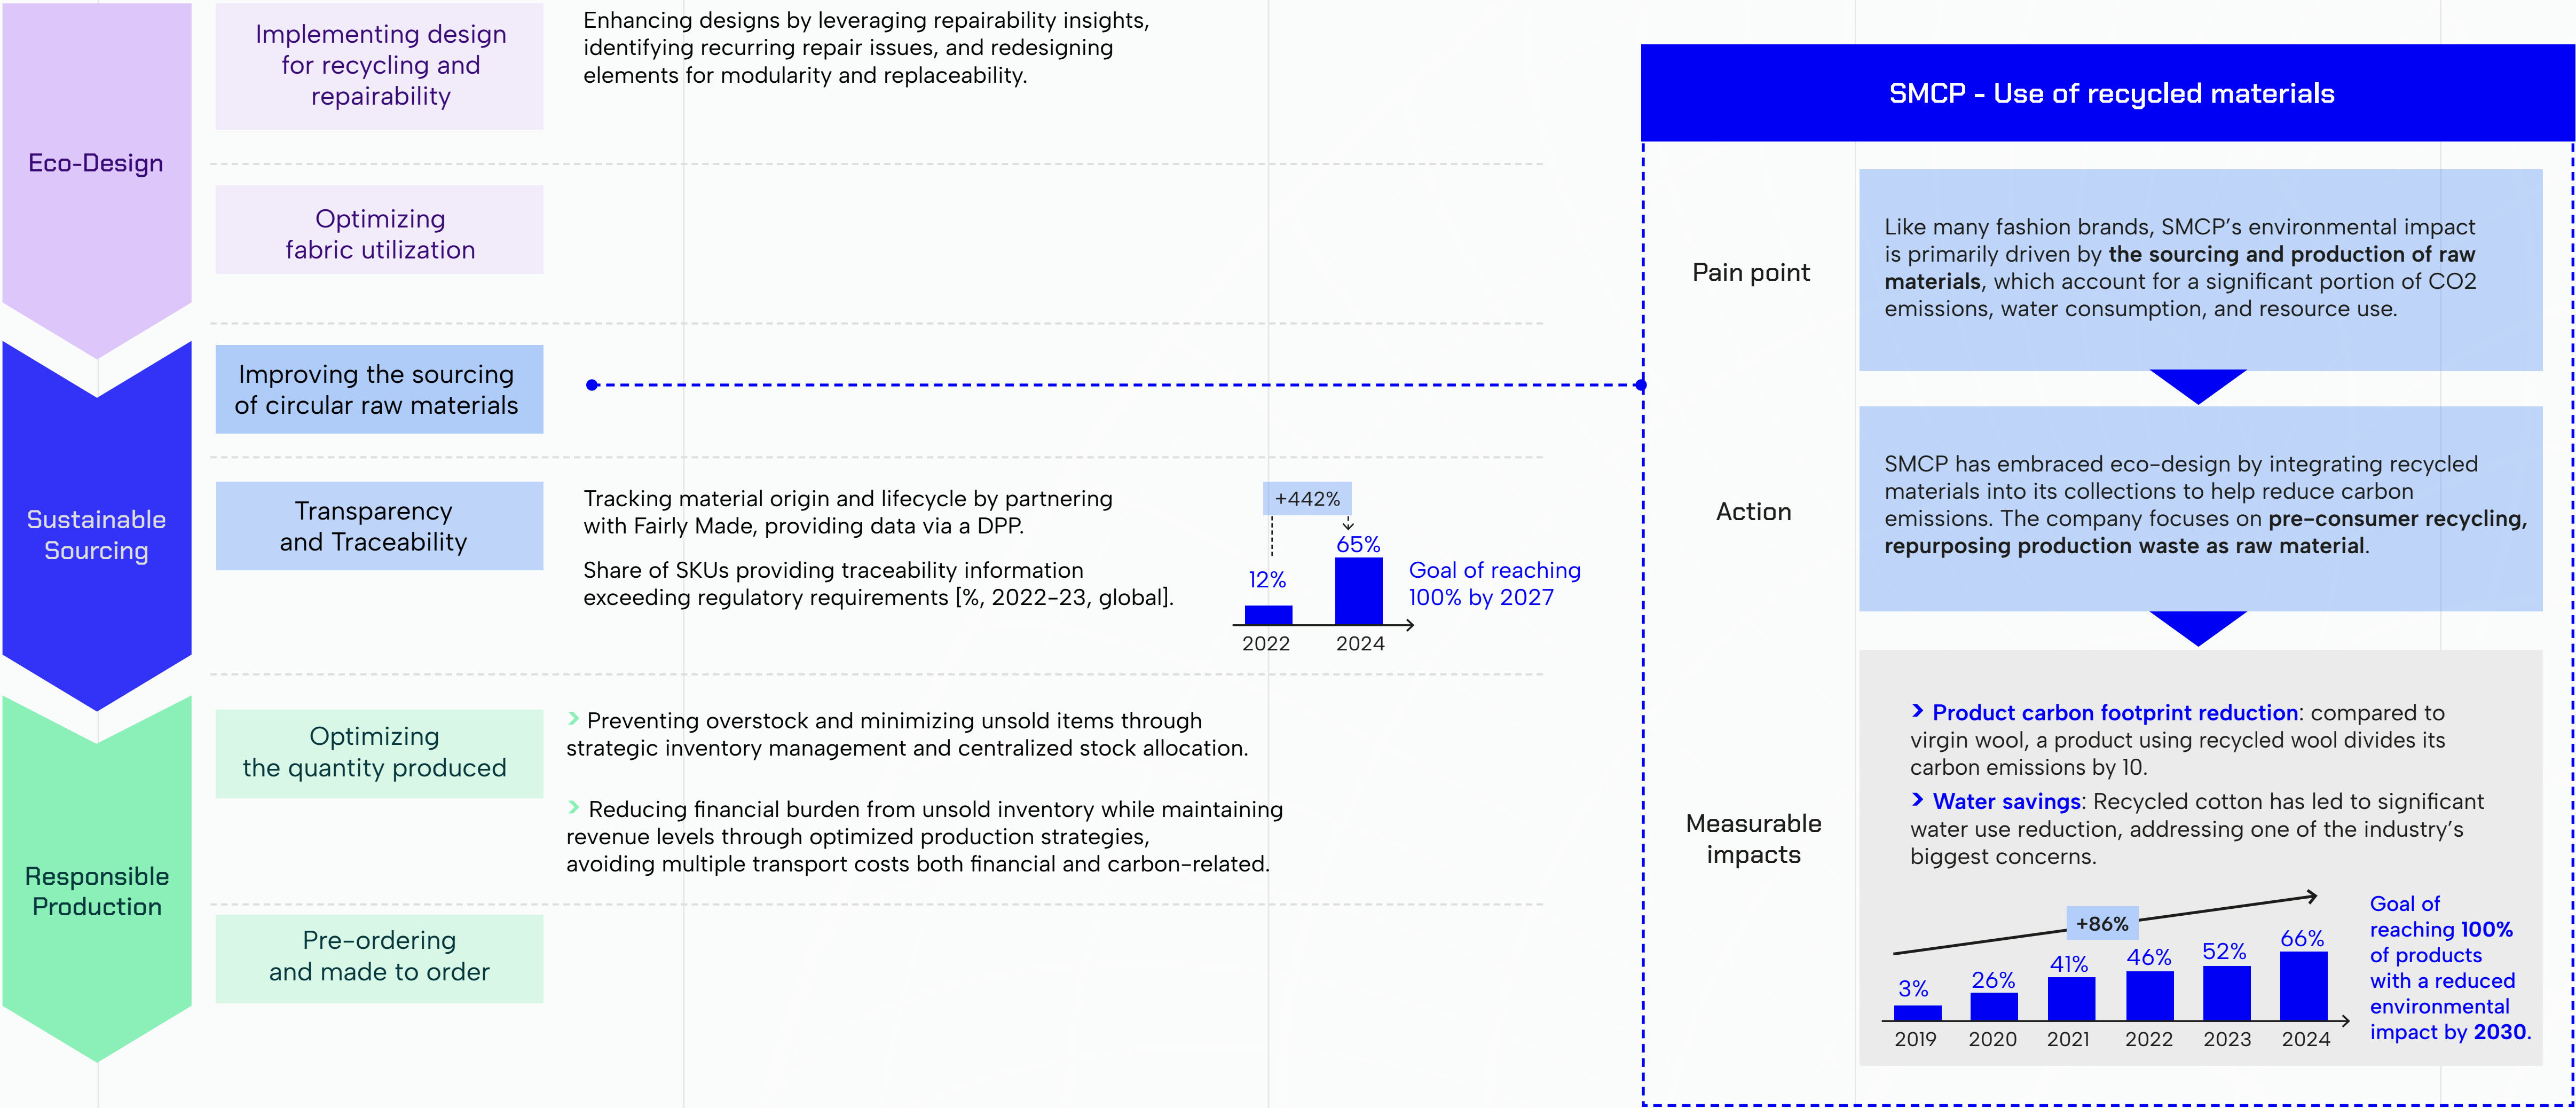 Eco-Design
Implementing design
for recycling and
repairability
Enhancing designs by leveraging repairability insights,
identifying recurring repair issues, and redesigning
elements for modularity and replaceability.
Optimizing
fabric utilization
Sustainable
Sourcing
Improving the sourcing
of circular raw materials
Transparency
and Traceability
Tracking material origin and lifecycle by partnering
with Fairly Made, providing data via a DPP.
Share of SKUs providing traceability information
exceeding regulatory requirements [%, 2022-23, global].
+442%
12%
65%
2022
2024
Goal of reaching
100% by 2027
Responsible
Production
Optimizing
the quantity produced
› Preventing overstock and minimizing unsold items through
strategic inventory management and centralized stock allocation.
› Reducing financial burden from unsold inventory while maintaining
revenue levels through optimized production strategies,
avoiding multiple transport costs both financial and carbon-related.
Pre-ordering
and made to order
SMCP - Use of recycled materials
Pain point
Like many fashion brands, SMCP's environmental impact
is primarily driven by the sourcing and production of raw
materials, which account for a significant portion of CO2
emissions, water consumption, and resource use.
Action
SMCP has embraced eco-design by integrating recycled
materials into its collections to help reduce carbon
emissions. The company focuses on pre-consumer recycling,
repurposing production waste as raw material.
Measurable
impacts
› Product carbon footprint reduction: compared to
virgin wool, a product using recycled wool divides its
carbon emissions by 10.
› Water savings: Recycled cotton has led to significant
water use reduction, addressing one of the industry's
biggest concerns.
+86%
3%
26%
41%
46%
52%
66%
2019
2020
2021
2022
2023
2024
Goal of
reaching 100%
of products
with a reduced
environmental
impact by 2030.